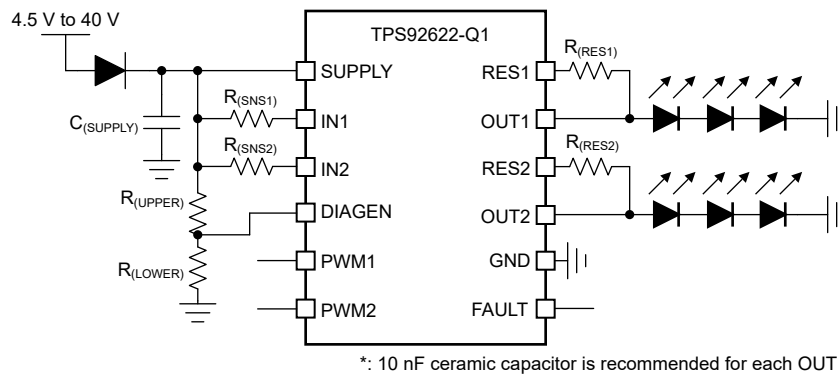 4.5 V to 40 V
TPS92622-Q1
SUPPLY
RES1
R(RES1)
R(SNS1)
C(SUPPLY)
IN1
OUT1
R(SNS2)
R(RES2)
IN2
RES2
R(UPPER)
DIAGEN
OUT2
R(LOWER)
PWM1
GND
PWM2
FAULT
*: 10 nF ceramic capacitor is recommended for each OUT